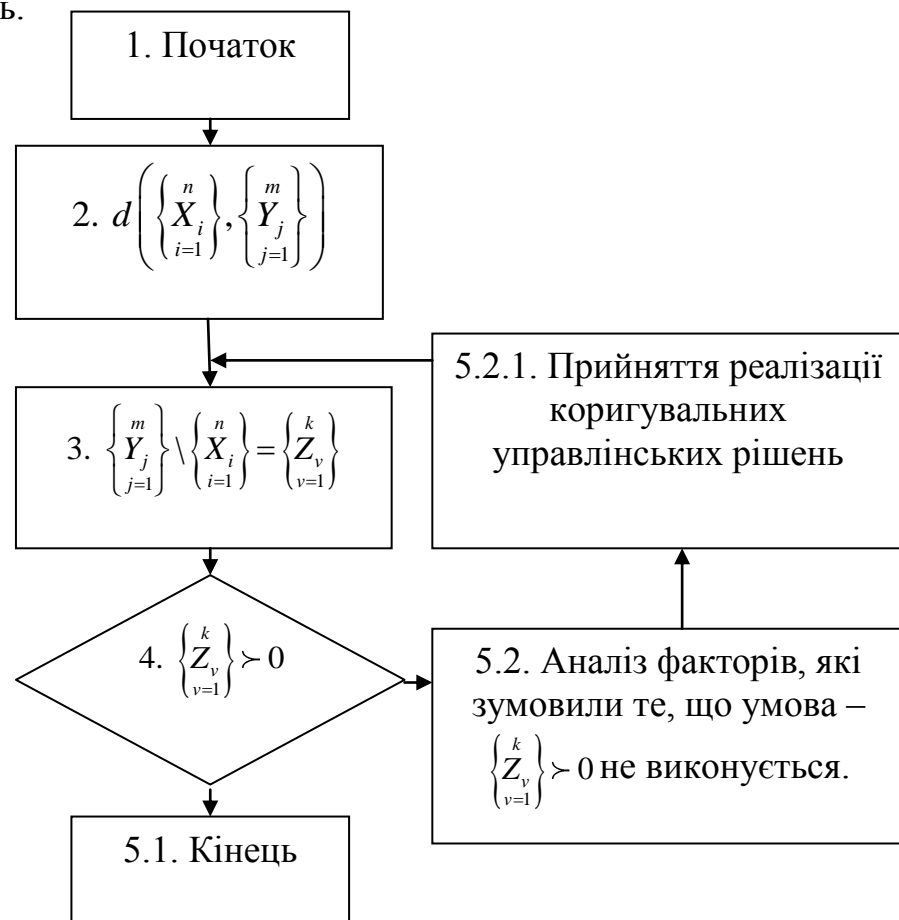 ь.
1. Початок
2. d({X_i}_{i=1}^{n}, {Y_j}_{j=1}^{m})
5.2.1. Прийняття реалізації
коригувальних
управлінських рішень
3. {Y_j}_{j=1}^{m} \ {X_i}_{i=1}^{n} = {Z_v}_{v=1}^{k}
4. {Z_v}_{v=1}^{k} ≻ 0
5.2. Аналіз факторів, які
зумовили те, що умова –
{Z_v}_{v=1}^{k} ≻ 0 не виконується.
5.1. Кінець